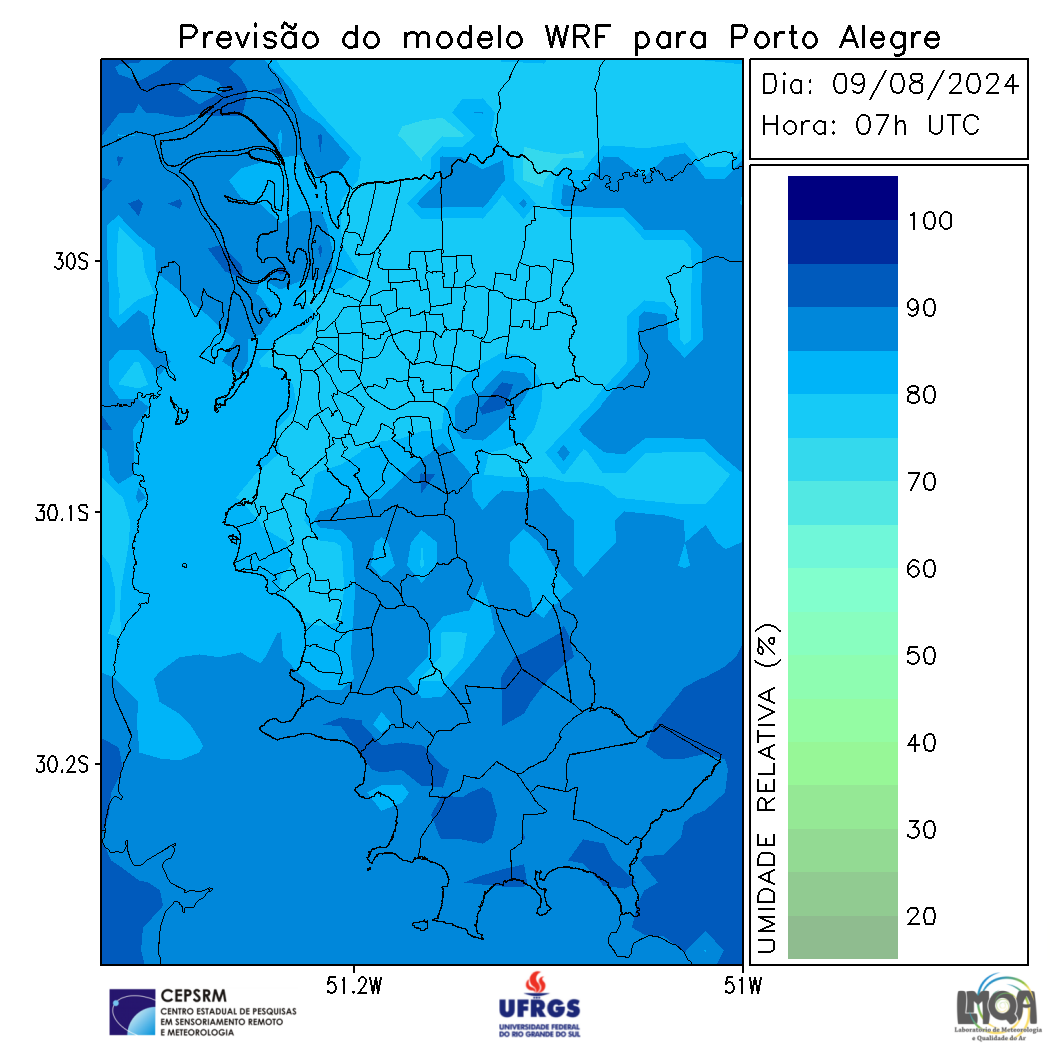 Previsão do modelo WRF para Porto Alegre
Dia: 09/08/2024
Hora: 07h UTC
30S
30.1S
30.2S
51.2W
51W
100
90
80
70
60
50
40
30
20
UMIDADE RELATIVA (%)
CEPSRM
CENTRO ESTADUAL DE PESQUISAS
EM SENSORIAMENTO REMOTO
E METEOROLOGIA
UFRGS
UNIVERSIDADE FEDERAL
DO RIO GRANDE DO SUL
LMQA
Laboratório de Meteorologia
e Qualidade do Ar